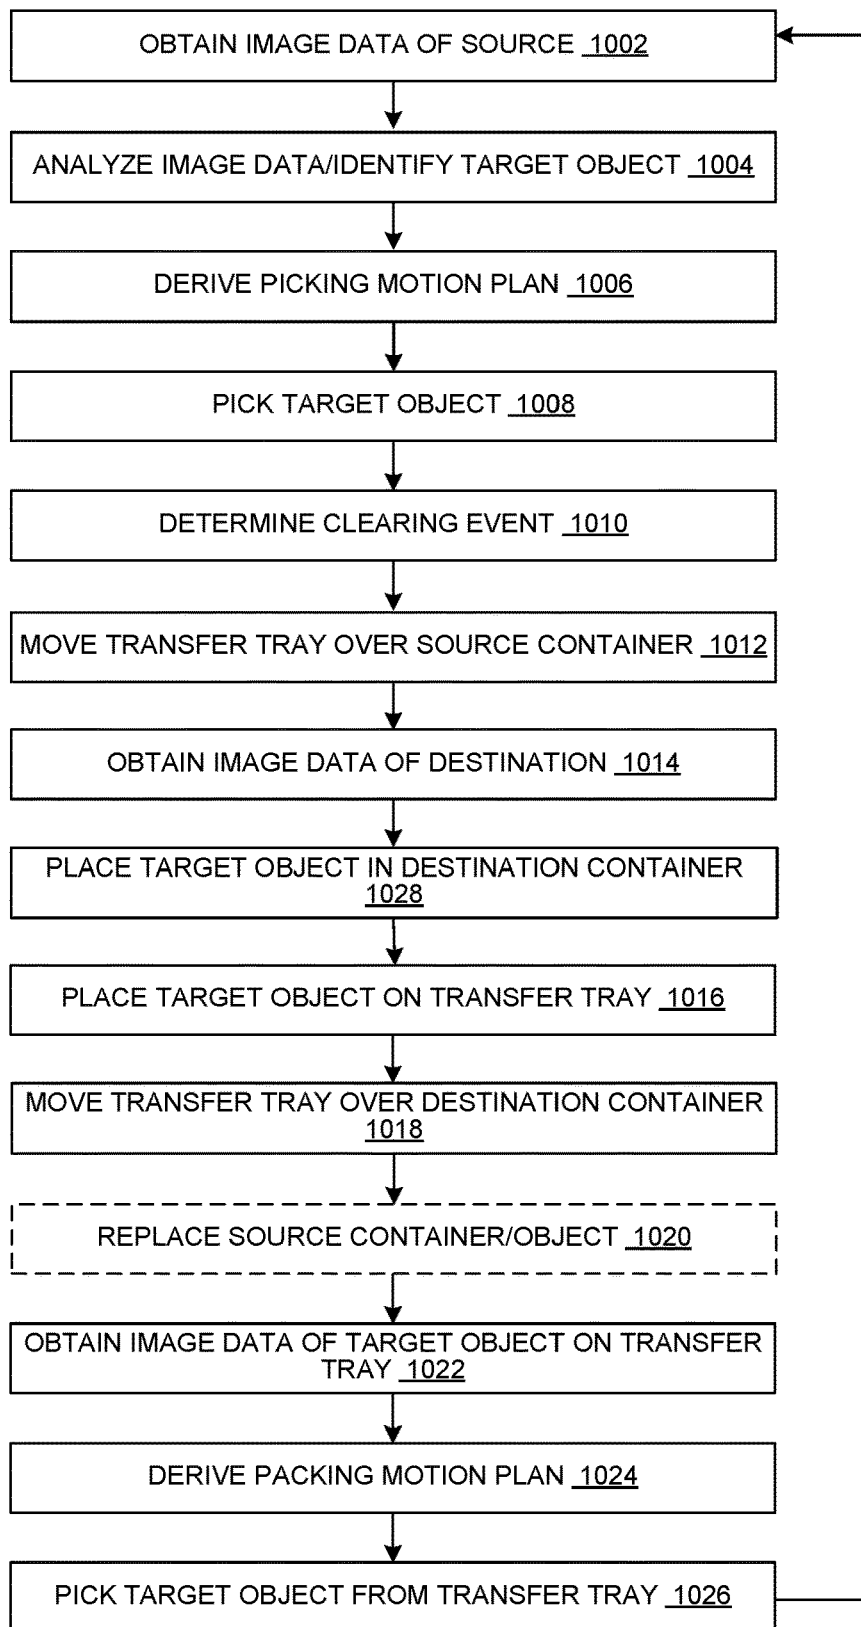 OBTAIN IMAGE DATA OF SOURCE 1002
ANALYZE IMAGE DATA/IDENTIFY TARGET OBJECT 1004
DERIVE PICKING MOTION PLAN 1006
PICK TARGET OBJECT 1008
DETERMINE CLEARING EVENT 1010
MOVE TRANSFER TRAY OVER SOURCE CONTAINER 1012
OBTAIN IMAGE DATA OF DESTINATION 1014
PLACE TARGET OBJECT IN DESTINATION CONTAINER
1028
PLACE TARGET OBJECT ON TRANSFER TRAY 1016
MOVE TRANSFER TRAY OVER DESTINATION CONTAINER
1018
REPLACE SOURCE CONTAINER/OBJECT 1020
OBTAIN IMAGE DATA OF TARGET OBJECT ON TRANSFER
TRAY 1022
DERIVE PACKING MOTION PLAN 1024
PICK TARGET OBJECT FROM TRANSFER TRAY 1026